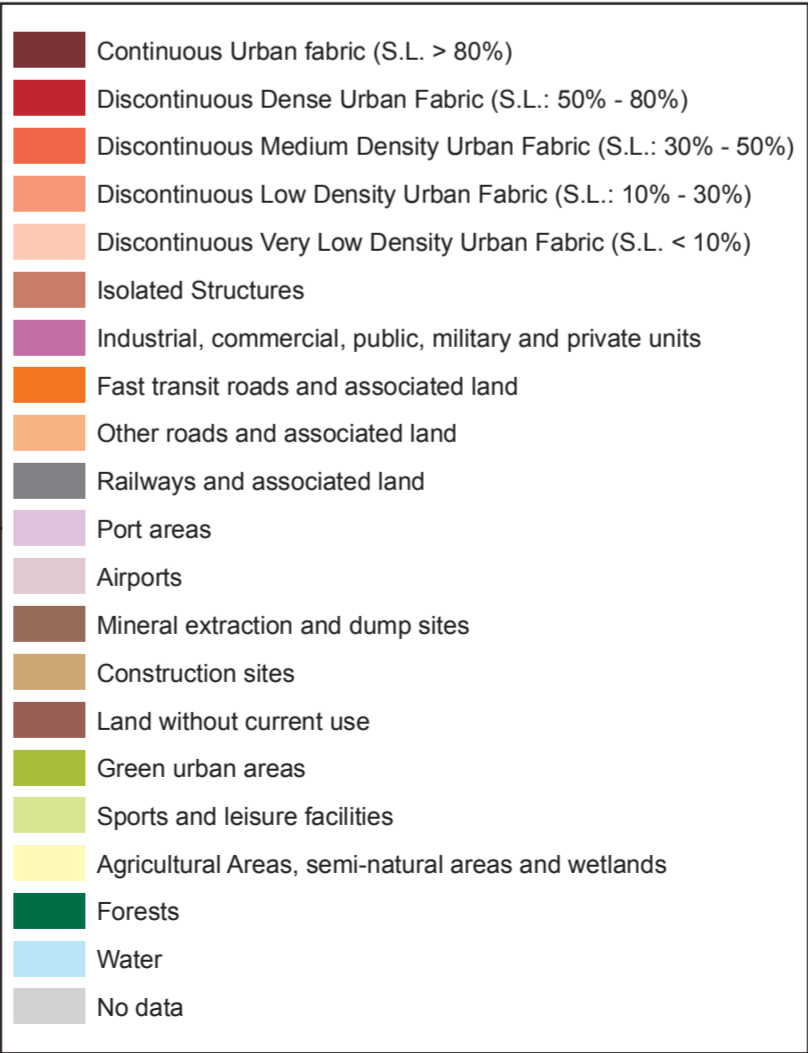 Continuous Urban fabric (S.L. > 80%)
Discontinuous Dense Urban Fabric (S.L.: 50% - 80%)
Discontinuous Medium Density Urban Fabric (S.L.: 30% - 50%)
Discontinuous Low Density Urban Fabric (S.L.: 10% - 30%)
Discontinuous Very Low Density Urban Fabric (S.L. < 10%)
Isolated Structures
Industrial, commercial, public, military and private units
Fast transit roads and associated land
Other roads and associated land
Railways and associated land
Port areas
Airports
Mineral extraction and dump sites
Construction sites
Land without current use
Green urban areas
Sports and leisure facilities
Agricultural Areas, semi-natural areas and wetlands
Forests
Water
No data